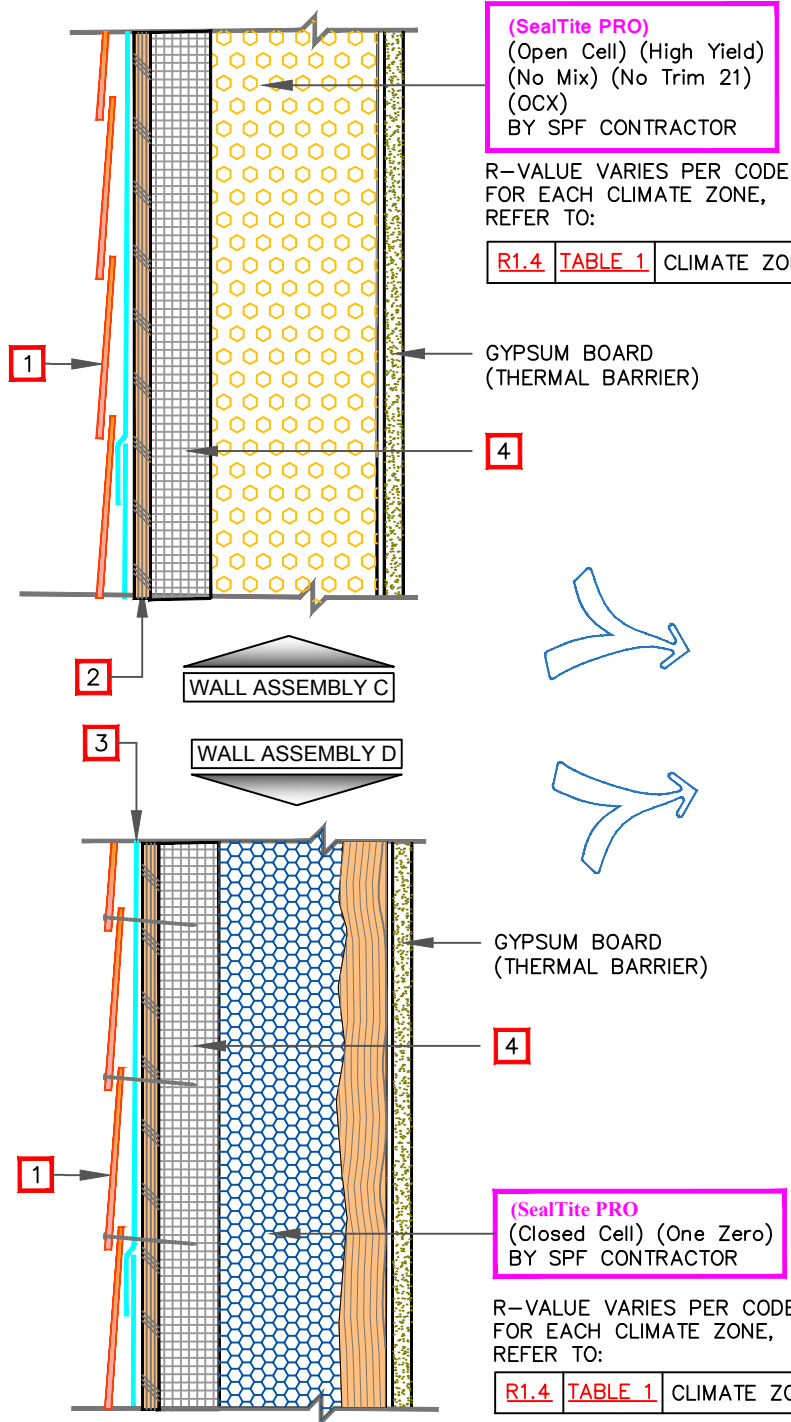 (SealTite PRO)
(Open Cell) (High Yield)
(No Mix) (No Trim 21)
(OCX)
BY SPF CONTRACTOR
R-VALUE VARIES PER CODE
FOR EACH CLIMATE ZONE,
REFER TO:
R1.4 TABLE 1 CLIMATE
1
GYPSUM BOARD
(THERMAL BARRIER)
4
2
WALL ASSEMBLY C
3
WALL ASSEMBLY D
GYPSUM BOARD
(THERMAL BARRIER)
4
1
(SealTite PRO
(Closed Cell) (One Zero)
BY SPF CONTRACTOR
R-VALUE VARIES PER CODE
FOR EACH CLIMATE ZONE,
REFER TO:
R1.4 TABLE 1 CLIMATE